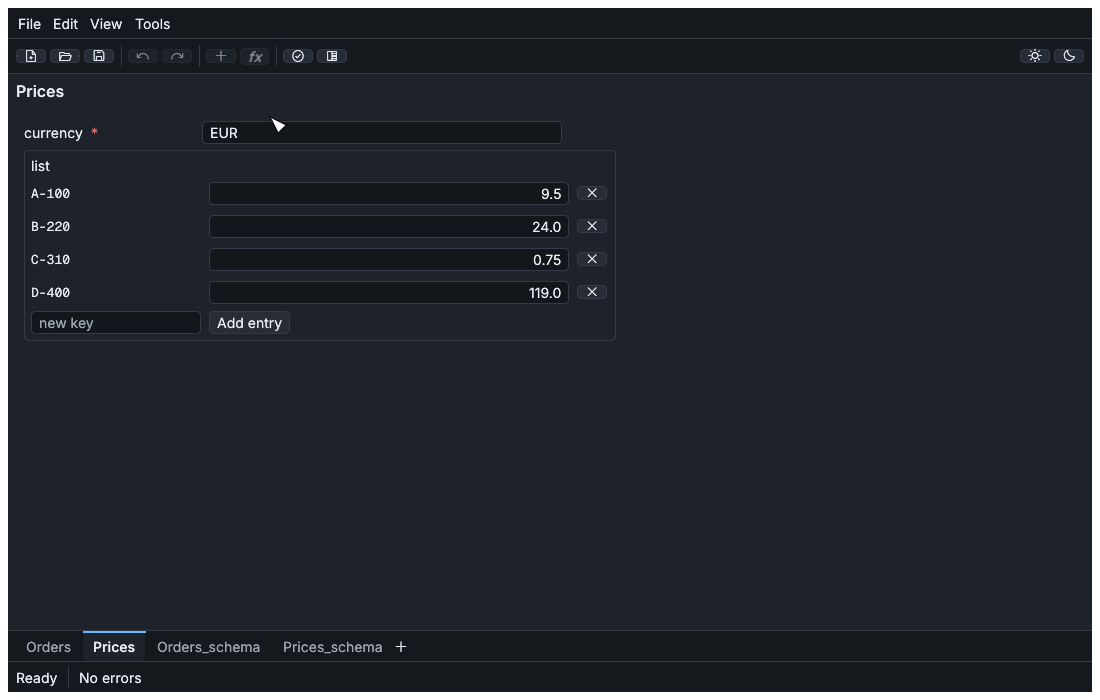 File Edit View Tools
fx
Prices
currency * EUR
list
A-100 9.5
B-220 24.0
C-310 0.75
D-400 119.0
new key Add entry
Orders Prices Orders_schema Prices_schema +
Ready No errors